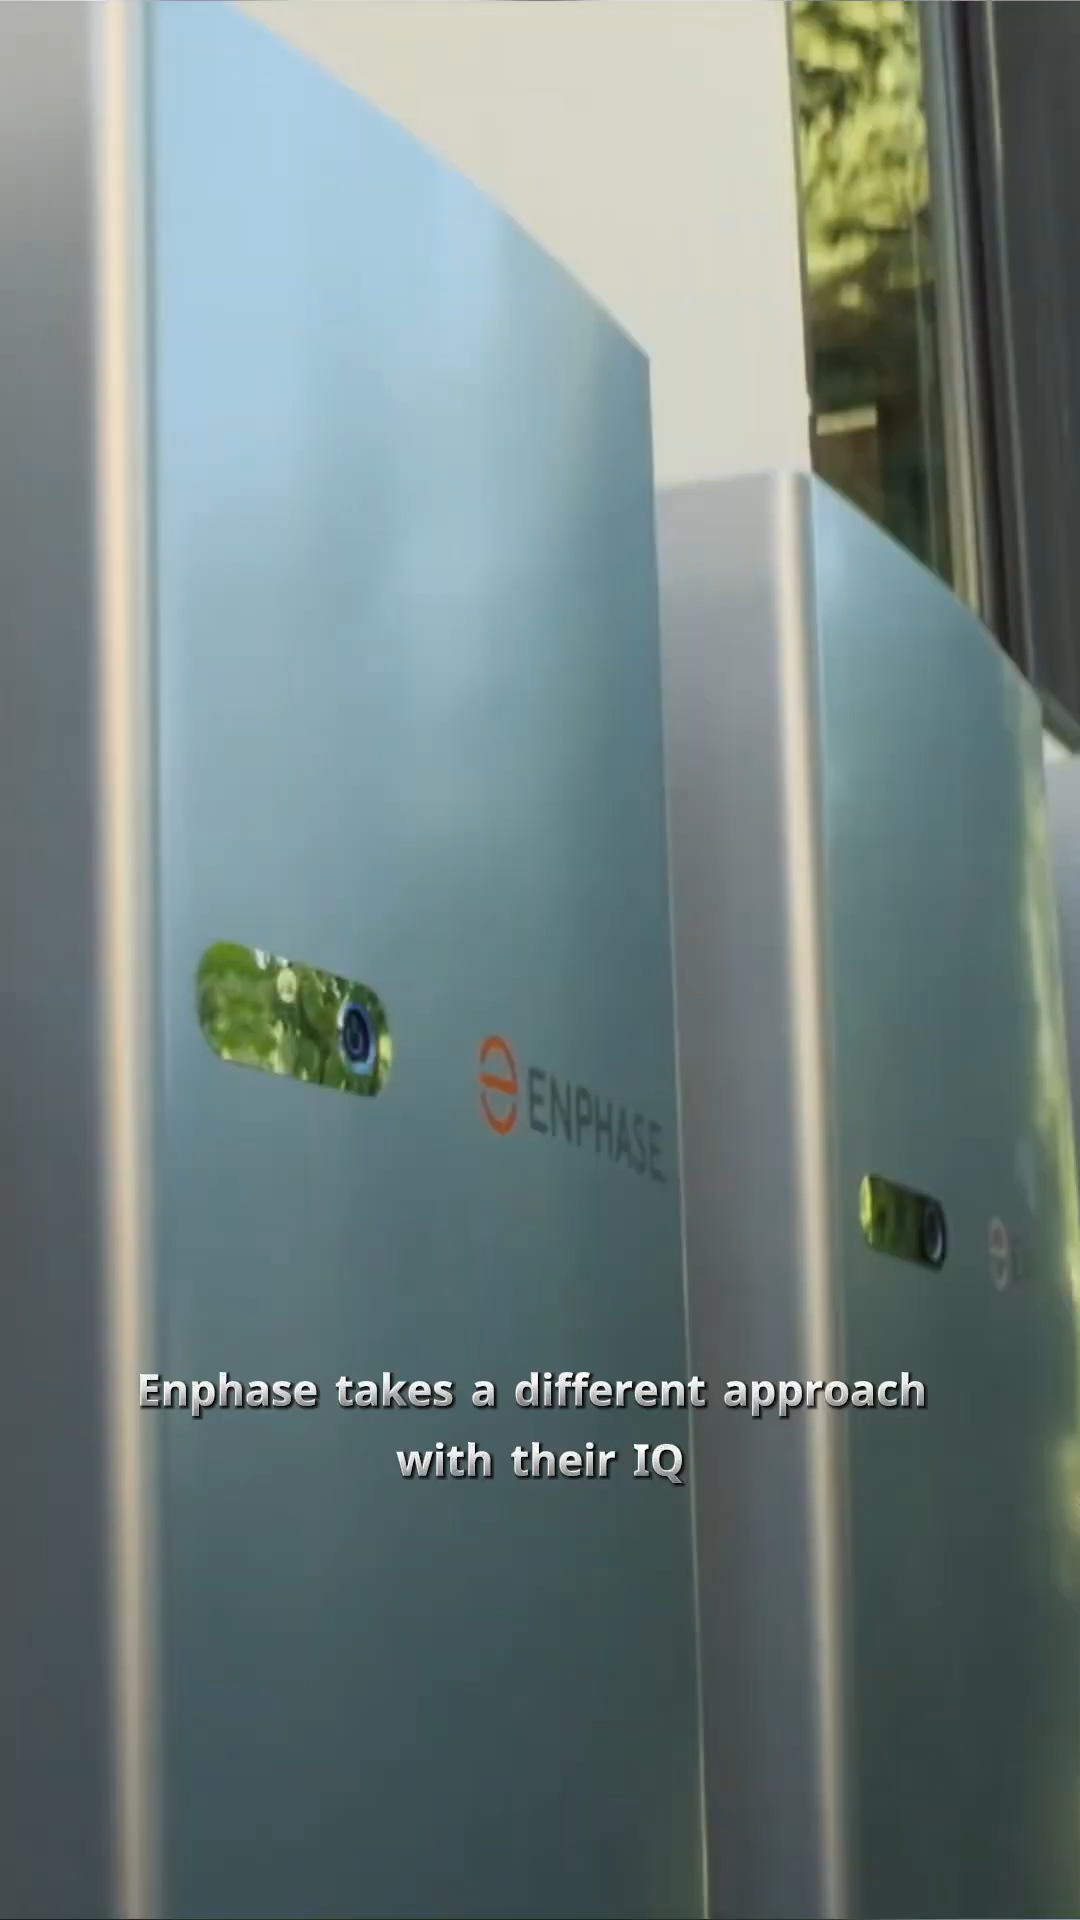 ENPHASE
Enphase takes a different approach
with their IQ